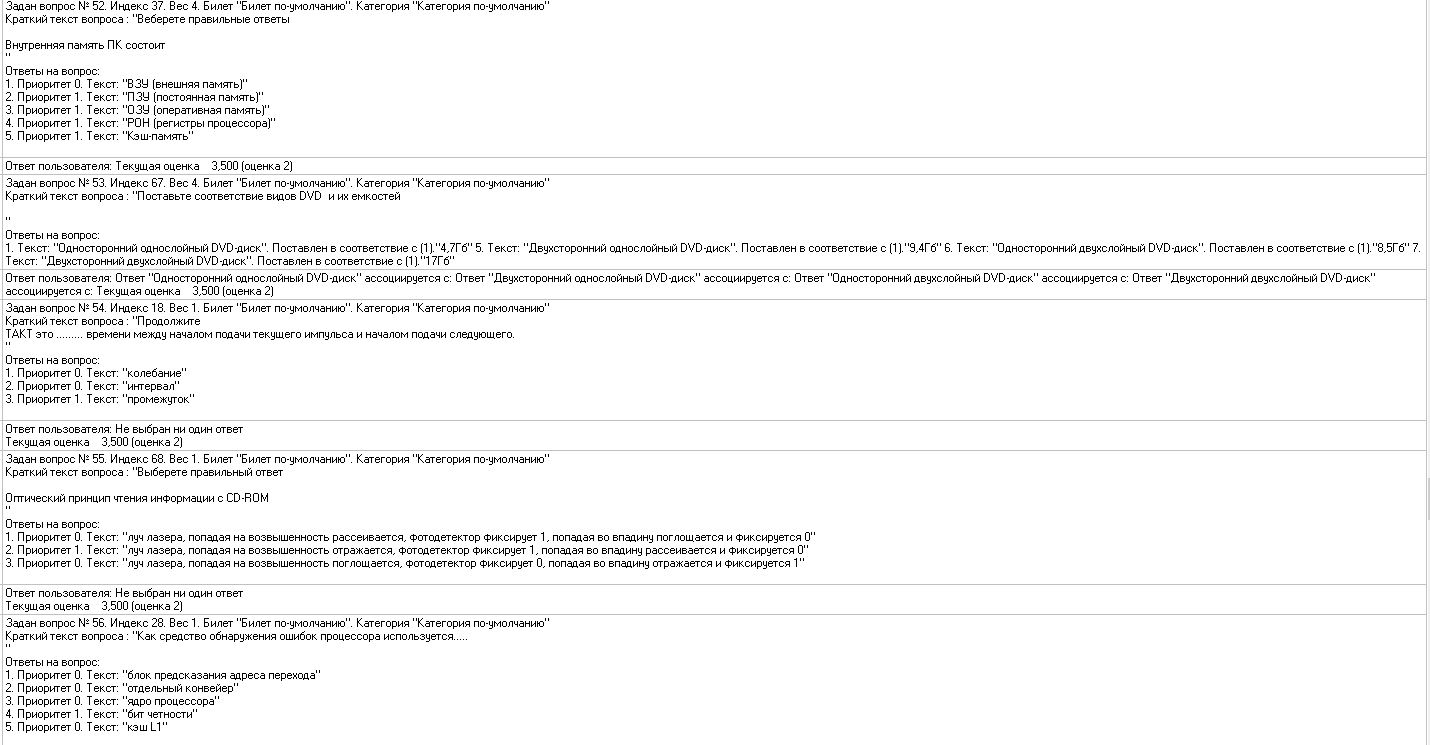 Задан вопрос № 52. Индекс 37. Вес 4. Билет "Билет по-умолчанию". Категория "Категория по-умолчанию"
Краткий текст вопроса : "Веберете правильные ответы
Внутренняя память ПК состоит
"
Ответы на вопрос:
1. Приоритет 0. Текст: "ВЗУ (внешняя память)"
2. Приоритет 1. Текст: "ПЗУ (постоянная память)"
3. Приоритет 1. Текст: "ОЗУ (оперативная память)"
4. Приоритет 1. Текст: "РОН (регистры процессора)"
5. Приоритет 1. Текст: "Кэш-память"
Ответ пользователя: Текущая оценка 3,500 (оценка 2)
Задан вопрос № 53. Индекс 67. Вес 4. Билет "Билет по-умолчанию". Категория "Категория по-умолчанию"
Краткий текст вопроса : "Поставьте соответствие видов DVD и их емкостей
"
Ответы на вопрос:
1. Текст: "Односторонний однослойный DVD-диск". Поставлен в соответствие с (1)."4,7Гб" 5. Текст: "Двухсторонний однослойный DVD-диск". Поставлен в соответствие с (1)."9,4Гб" 6. Текст: "Односторонний двухслойный DVD-диск". Поставлен в соответствие с (1)."8,5Гб" 7.
Текст: "Двухсторонний двухслойный DVD-диск". Поставлен в соответствие с (1)."17Гб"
Ответ пользователя: Ответ "Односторонний однослойный DVD-диск" ассоциируется с: Ответ "Двухсторонний однослойный DVD-диск" ассоциируется с: Ответ "Односторонний двухслойный DVD-диск" ассоциируется с: Ответ "Двухсторонний двухслойный DVD-диск"
ассоциируется с: Текущая оценка 3,500 (оценка 2)
Задан вопрос № 54. Индекс 18. Вес 1. Билет "Билет по-умолчанию". Категория "Категория по-умолчанию"
Краткий текст вопроса : "Продолжите
ТАКТ это ......... времени между началом подачи текущего импульса и началом подачи следующего.
"
Ответы на вопрос:
1. Приоритет 0. Текст: "колебание"
2. Приоритет 0. Текст: "интервал"
3. Приоритет 1. Текст: "промежуток"
Ответ пользователя: Не выбран ни один ответ
Текущая оценка 3,500 (оценка 2)
Задан вопрос № 55. Индекс 68. Вес 1. Билет "Билет по-умолчанию". Категория "Категория по-умолчанию"
Краткий текст вопроса : "Выберете правильный ответ
Оптический принцип чтения информации с CD-ROM
"
Ответы на вопрос:
1. Приоритет 0. Текст: "луч лазера, попадая на возвышенность рассеивается, фотодетектор фиксирует 1, попадая во впадину поглощается и фиксируется 0"
2. Приоритет 1. Текст: "луч лазера, попадая на возвышенность отражается, фотодетектор фиксирует 1, попадая во впадину рассеивается и фиксируется 0"
3. Приоритет 0. Текст: "луч лазера, попадая на возвышенность поглощается, фотодетектор фиксирует 0, попадая во впадину отражается и фиксируется 1"
Ответ пользователя: Не выбран ни один ответ
Текущая оценка 3,500 (оценка 2)
Задан вопрос № 56. Индекс 28. Вес 1. Билет "Билет по-умолчанию". Категория "Категория по-умолчанию"
Краткий текст вопроса : "Как средство обнаружения ошибок процессора используется.....
"
Ответы на вопрос:
1. Приоритет 0. Текст: "блок предсказания адреса перехода"
2. Приоритет 0. Текст: "отдельный конвейер"
3. Приоритет 0. Текст: "ядро процессора"
4. Приоритет 1. Текст: "бит четности"
5. Приоритет 0. Текст: "кэш L1"